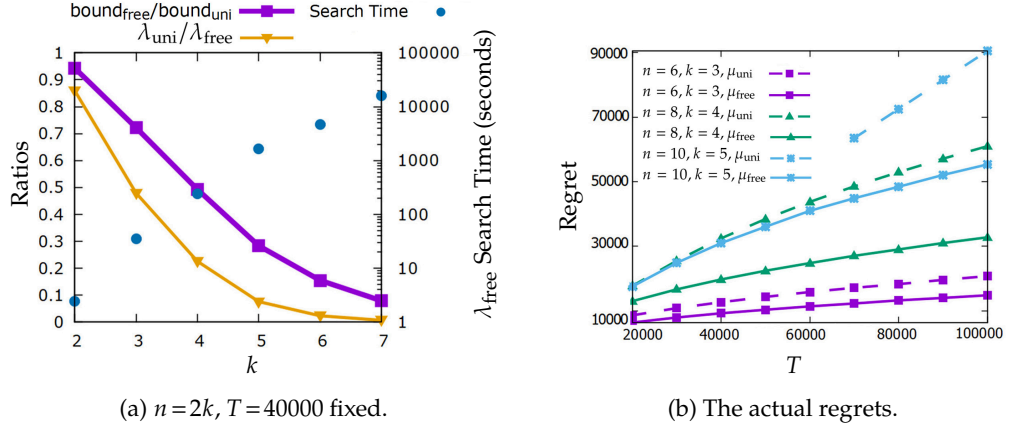 bound_free/bound_uni Search Time
λ_uni/λ_free
1
0.9
0.8
0.7
0.6
0.5
0.4
0.3
0.2
0.1
0
Ratios
100000
10000
1000
100
10
1
λ_free Search Time (seconds)
2 3 4 5 6 7
k
(a) n = 2k, T = 40000 fixed.
90000
70000
50000
30000
10000
Regret
n = 6, k = 3, μ_uni
n = 6, k = 3, μ_free
n = 8, k = 4, μ_uni
n = 8, k = 4, μ_free
n = 10, k = 5, μ_uni
n = 10, k = 5, μ_free
20000 40000 60000 80000 100000
T
(b) The actual regrets.